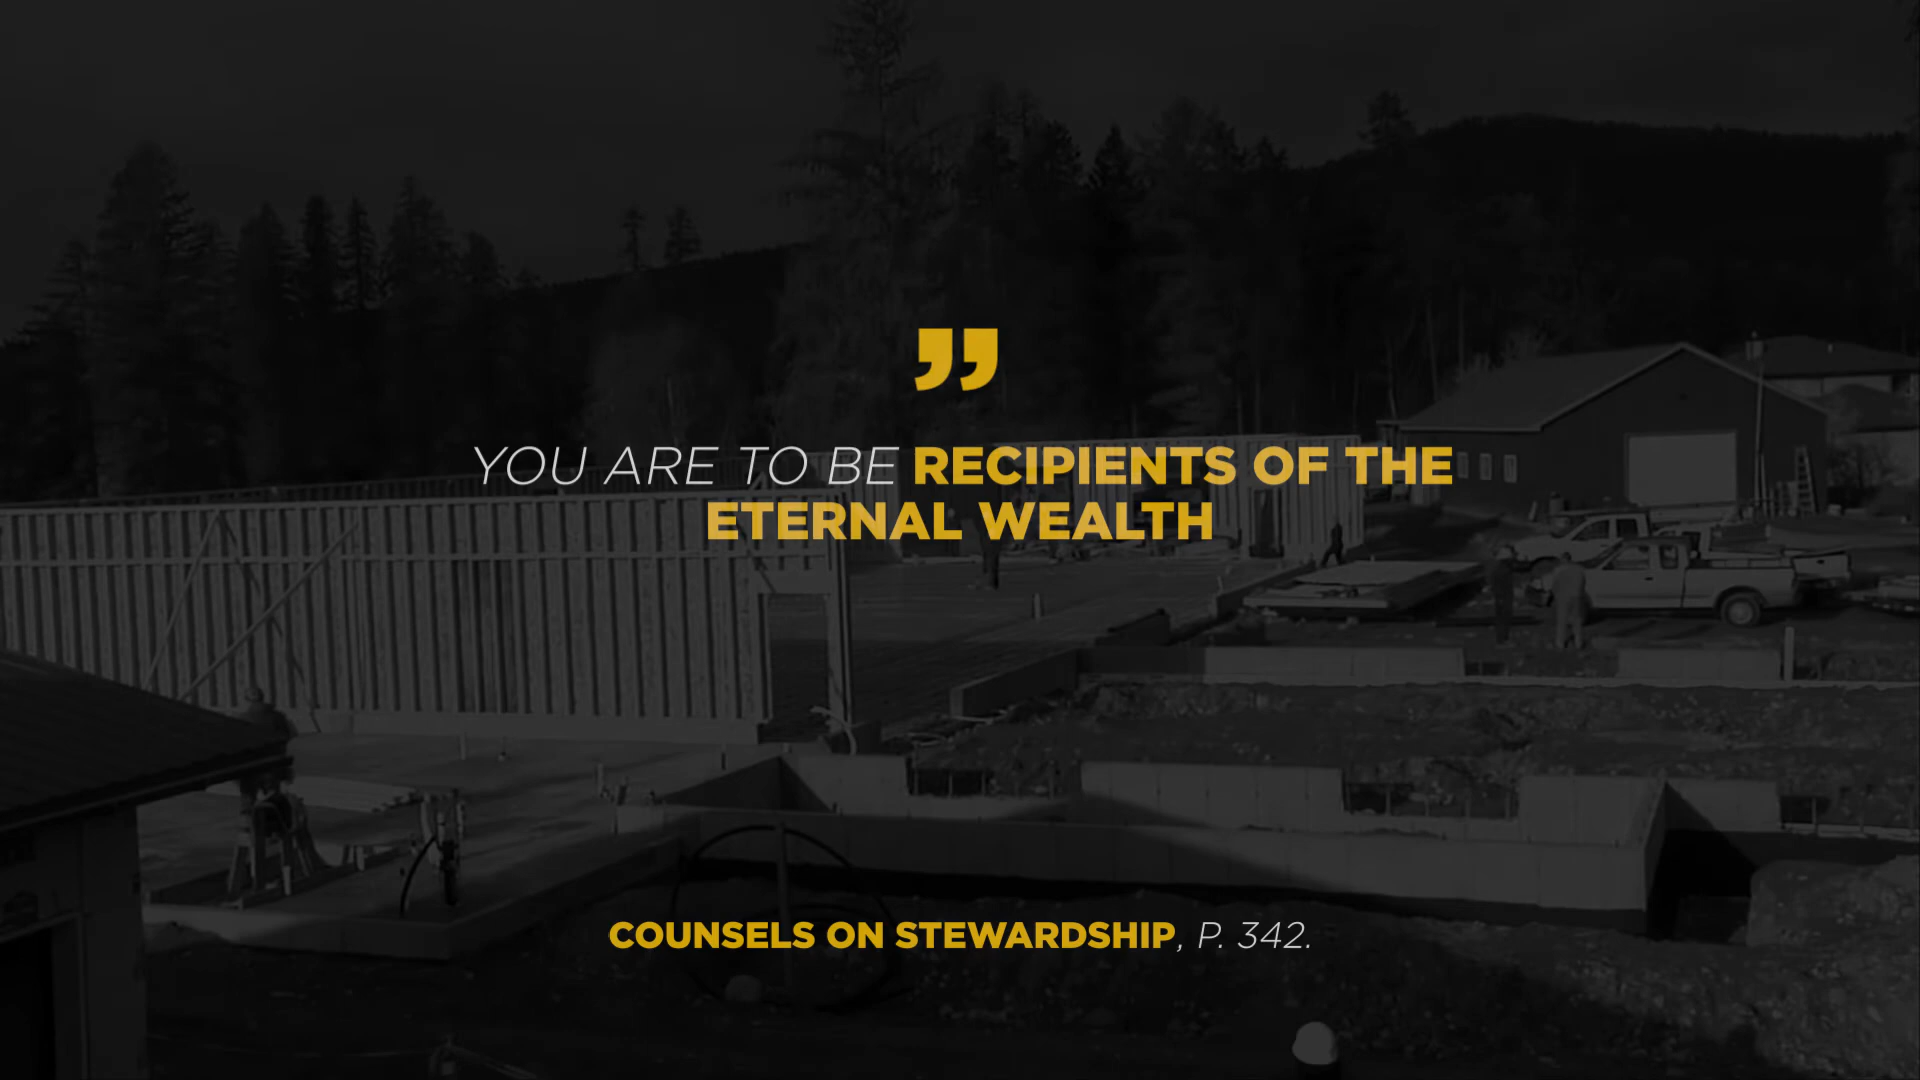 ”
YOU ARE TO BE RECIPIENTS OF THE
ETERNAL WEALTH
COUNSELS ON STEWARDSHIP, P. 342.